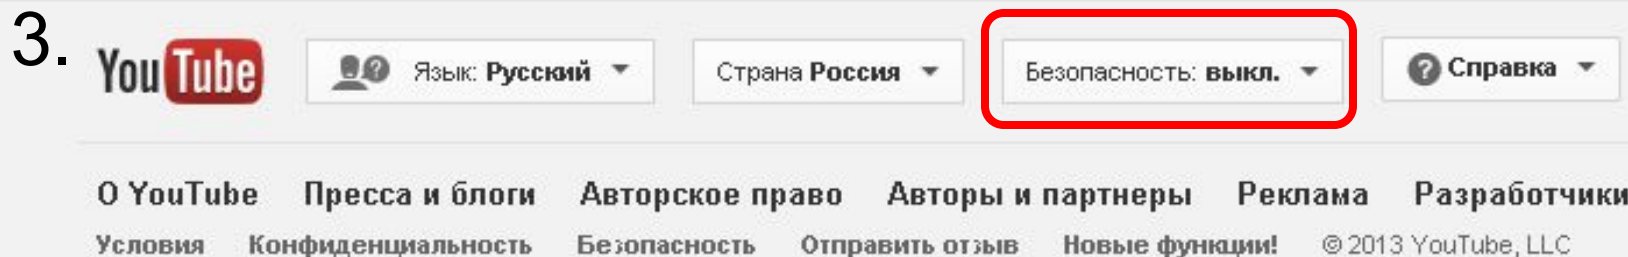 3. YouTube Язык: Русский Страна Россия Безопасность: выкл. Справка
О YouTube Пресса и блоги Авторское право Авторы и партнеры Реклама Разработчики
Условия Конфиденциальность Безопасность Отправить отзыв Новые функции! © 2013 YouTube, LLC